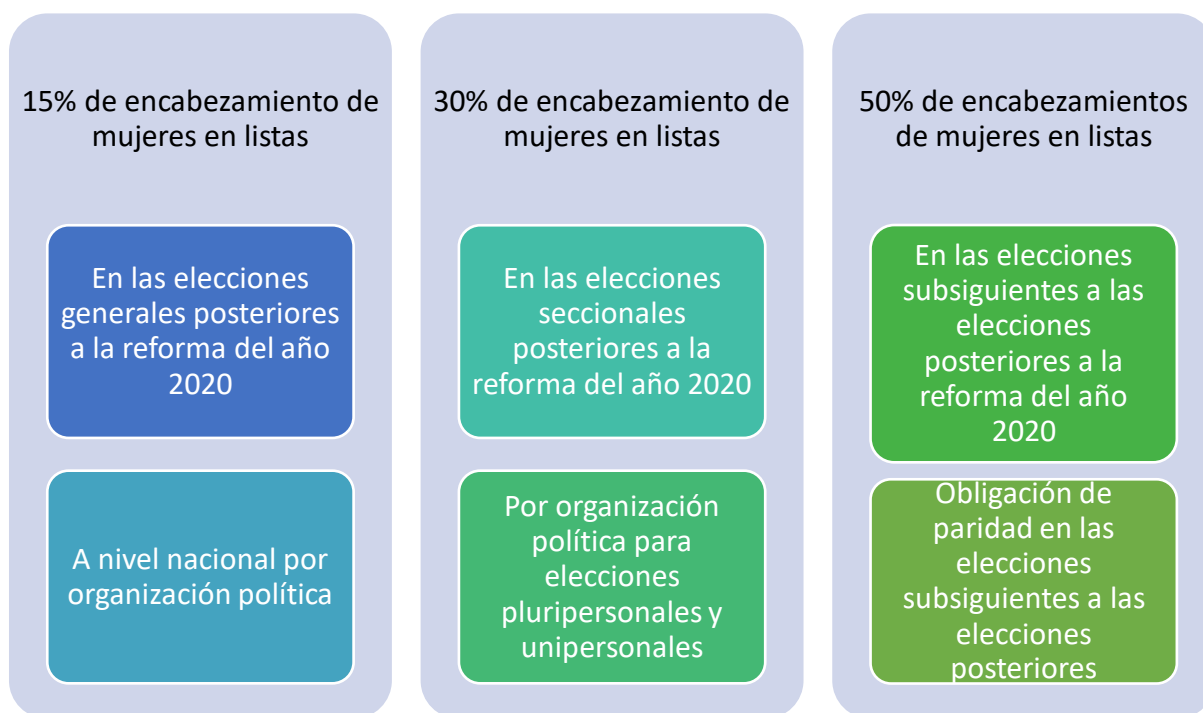 15% de encabezamiento de
mujeres en listas
En las elecciones
generales posteriores
a la reforma del año
2020
A nivel nacional por
organización política
30% de encabezamiento de
mujeres en listas
En las elecciones
seccionales
posteriores a la
reforma del año 2020
Por organización
política para
elecciones
pluripersonales y
unipersonales
50% de encabezamientos
de mujeres en listas
En las elecciones
subsiguientes a las
elecciones
posteriores a la
reforma del año
2020
Obligación de
paridad en las
elecciones
subsiguientes a las
elecciones
posteriores